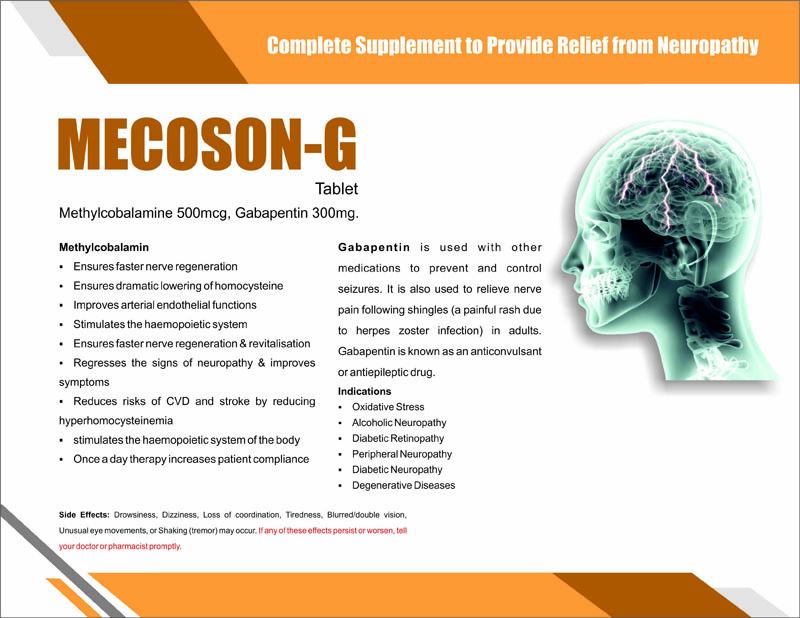 Complete Supplement to Provide Relief from Neuropathy
MECOSON-G
Tablet
Methylcobalamine 500mcg, Gabapentin 300mg.
Methylcobalamin
▪ Ensures faster nerve regeneration
▪ Ensures dramatic lowering of homocysteine
▪ Improves arterial endothelial functions
▪ Stimulates the haemopoietic system
▪ Ensures faster nerve regeneration & revitalisation
▪ Regresses the signs of neuropathy & improves
symptoms
▪ Reduces risks of CVD and stroke by reducing
hyperhomocysteinemia
▪ stimulates the haemopoietic system of the body
▪ Once a day therapy increases patient compliance
Gabapentin is used with other
medications to prevent and control
seizures. It is also used to relieve nerve
pain following shingles (a painful rash due
to herpes zoster infection) in adults.
Gabapentin is known as an anticonvulsant
or antiepileptic drug.
Indications
▪ Oxidative Stress
▪ Alcoholic Neuropathy
▪ Diabetic Retinopathy
▪ Peripheral Neuropathy
▪ Diabetic Neuropathy
▪ Degenerative Diseases
Side Effects: Drowsiness, Dizziness, Loss of coordination, Tiredness, Blurred/double vision,
Unusual eye movements, or Shaking (tremor) may occur. If any of these effects persist or worsen, tell
your doctor or pharmacist promptly.